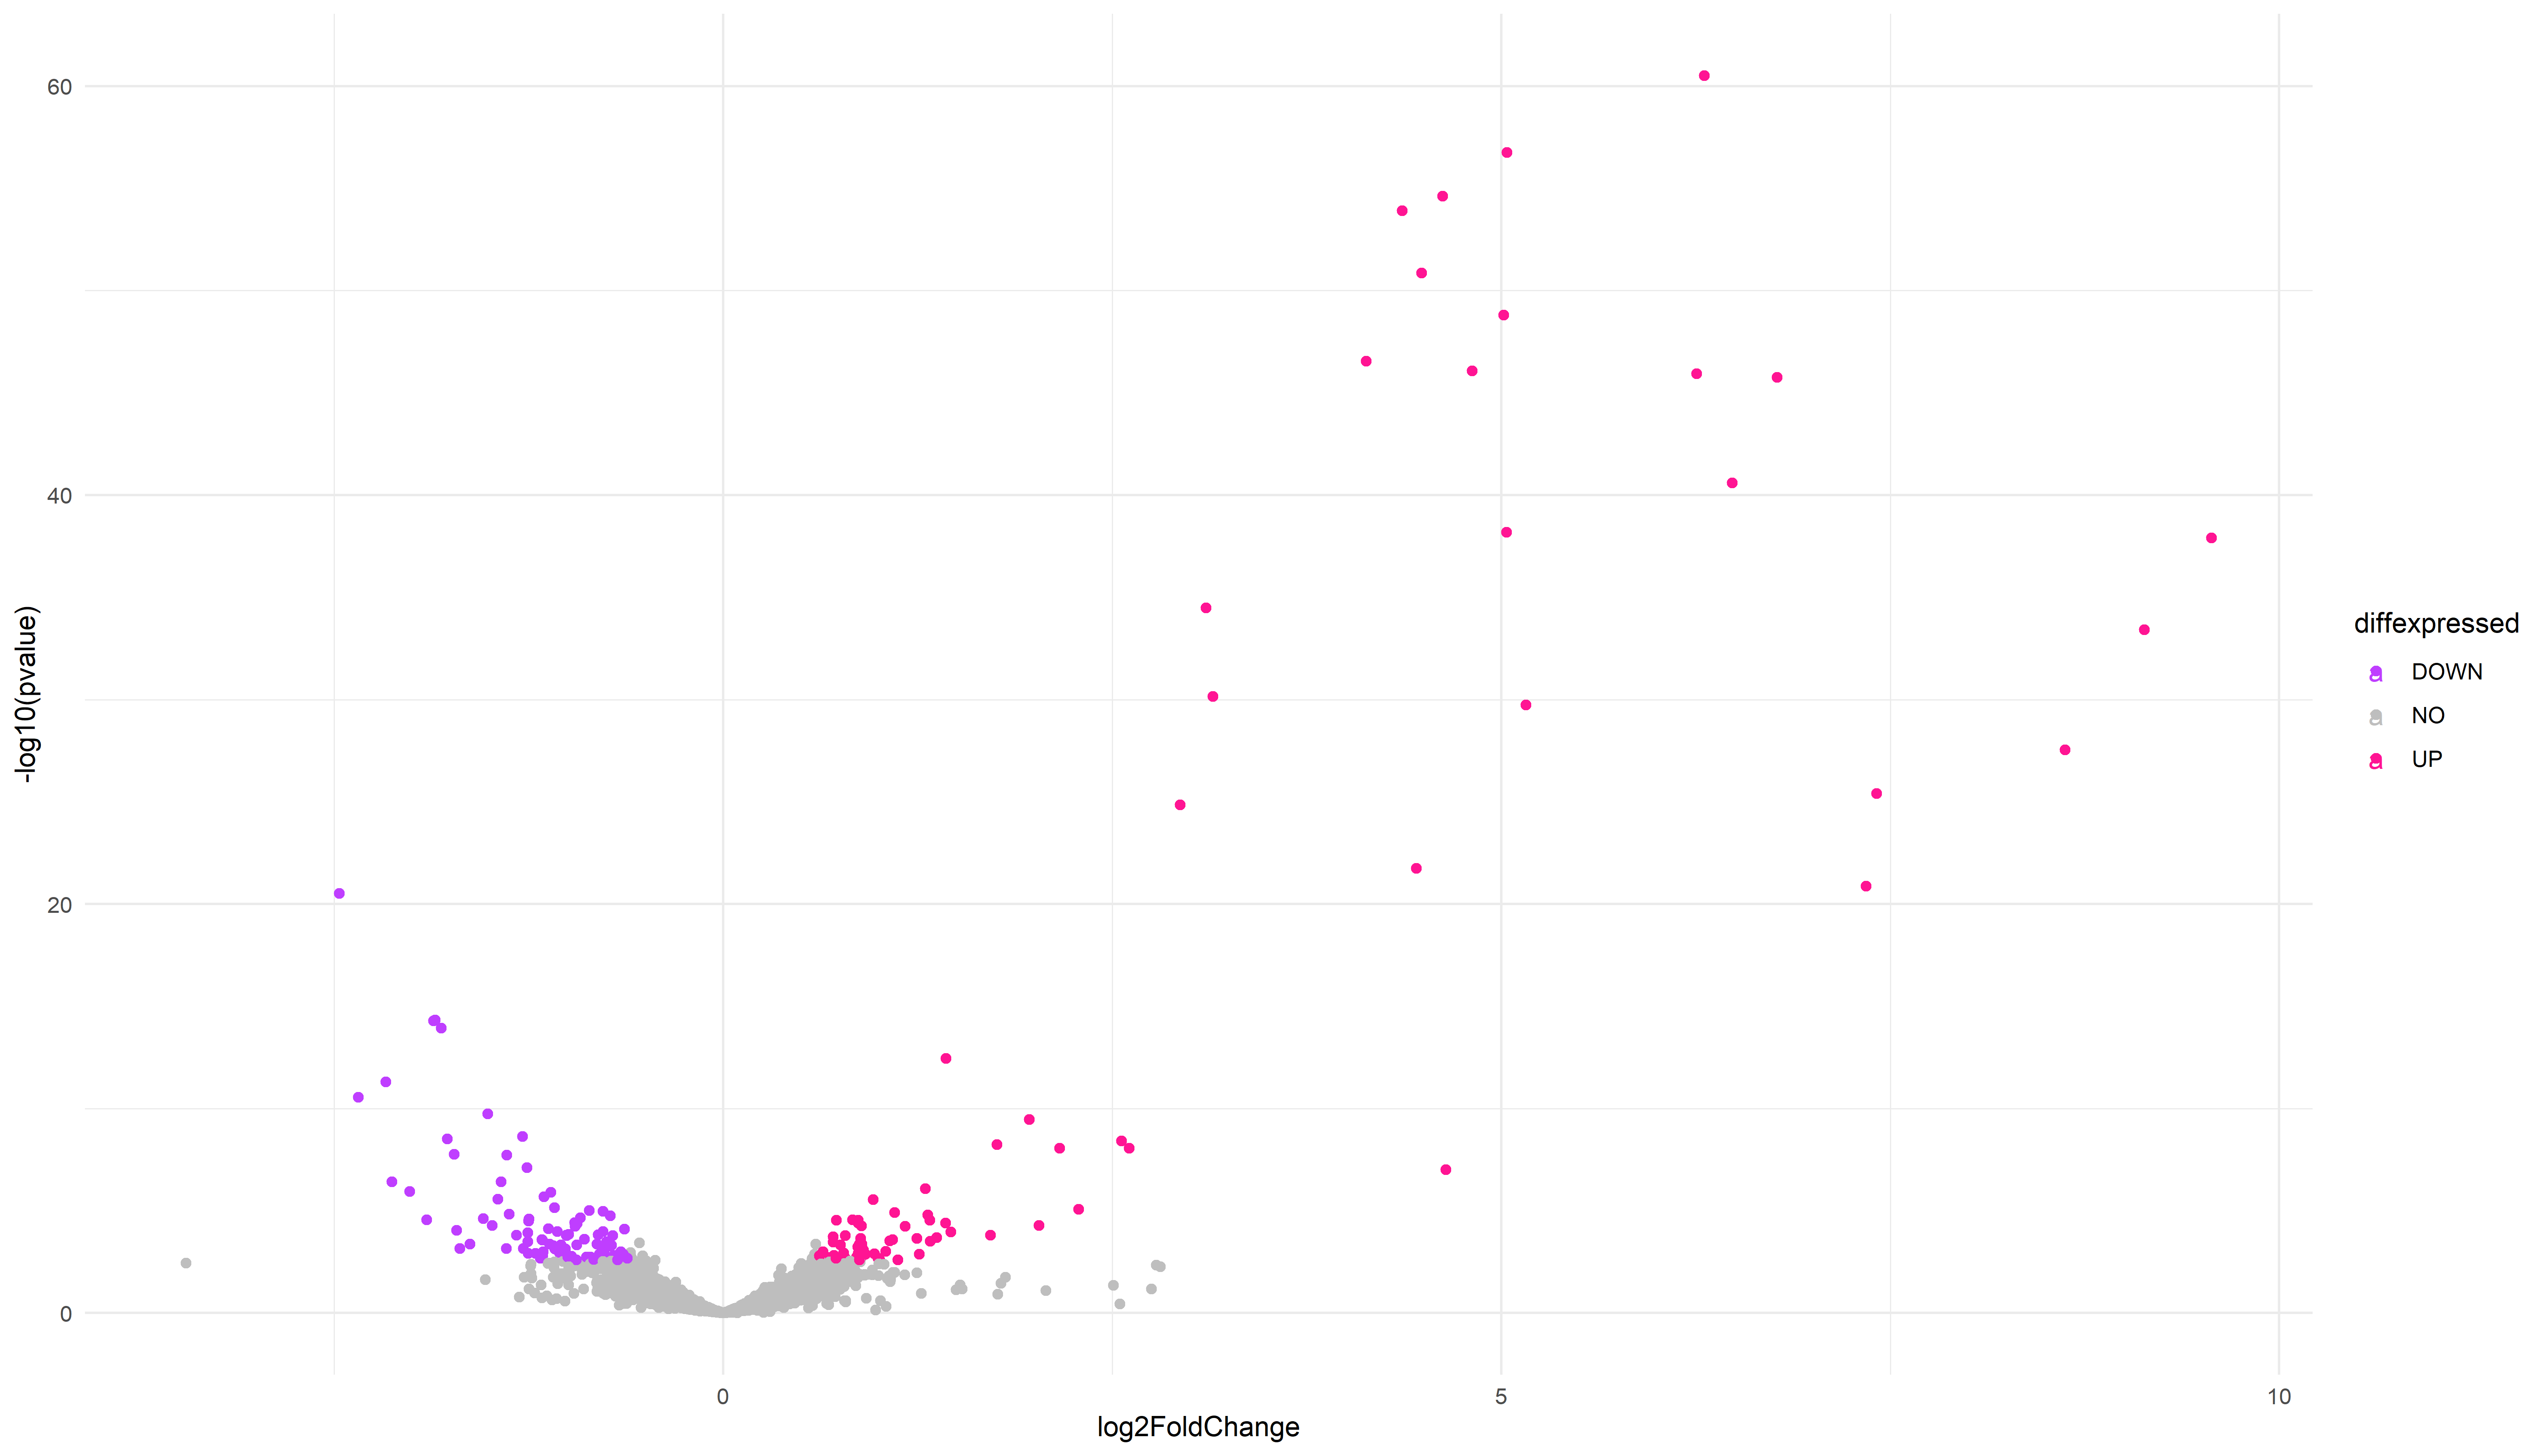 60
40
20
0
-log10(pvalue)
0 5 10
log2FoldChange
diffexpressed
a DOWN
a NO
a UP